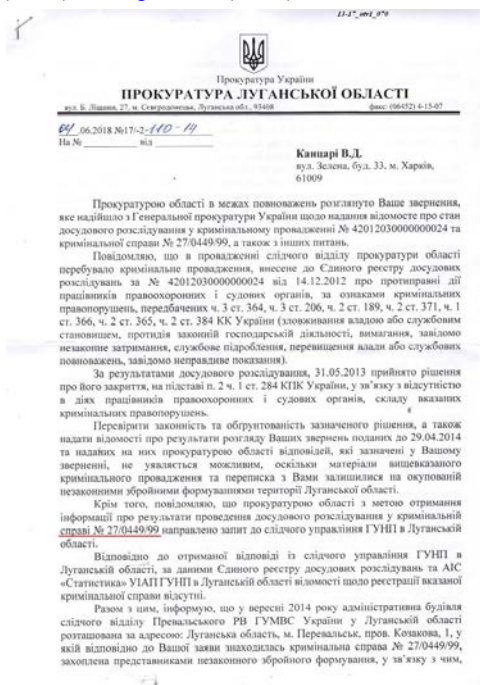 Прокуратура України
ПРОКУРАТУРА ЛУГАНСЬКОЇ ОБЛАСТІ
вул. Б. Ліщини, 27, м. Сєвєродонецьк, Луганська обл., 93408 факс: (06452) 4-15-07
04.06.2018 №17/-2-110-14
На № від
Канцарі В.Д.
вул. Зелена, буд. 33, м. Харків,
61009
Прокуратурою області в межах повноважень розглянуто Ваше звернення,
яке надійшло з Генеральної прокуратури України щодо надання відомостей про стан
досудового розслідування у кримінальному провадженні № 42012030000000024 та
кримінальної справи № 27/0449/99, а також з інших питань.
Повідомляю, що в провадженні слідчого відділу прокуратури області
перебувало кримінальне провадження, внесене до Єдиного реєстру досудових
розслідувань за № 42012030000000024 від 14.12.2012 про протиправні дії
працівників правоохоронних і судових органів, за ознаками кримінальних
правопорушень, передбачених ч. 3 ст. 364, ч. 3 ст. 206, ч. 2 ст. 189, ч. 2 ст. 371, ч. 1
ст. 366, ч. 2 ст. 365, ч. 2 ст. 384 КК України (зловживання владою або службовим
становищем, протидія законній господарській діяльності, вимагання, завідомо
незаконне затримання, службове підроблення, перевищення влади або службових
повноважень, завідомо неправдиве показання).
За результатами досудового розслідування, 31.05.2013 прийнято рішення
про його закриття, на підставі п. 2 ч. 1 ст. 284 КПК України, у зв'язку з відсутністю
в діях працівників правоохоронних і судових органів, складу вказаних
кримінальних правопорушень.
Перевірити законність та обґрунтованість зазначеного рішення, а також
надати відомості про результати розгляду Ваших звернень поданих до 29.04.2014
та наданих на них прокуратурою області відповідей, які зазначені у Вашому
зверненні, не уявляється можливим, оскільки матеріали вищевказаного
кримінального провадження та переписка з Вами залишилися на окупованій
незаконними збройними формуваннями території Луганської області.
Крім того, повідомляю, що прокуратурою області з метою отримання
інформації про результати проведення досудового розслідування у кримінальній
справі № 27/0449/99 направлено запит до слідчого управління ГУНП в Луганській
області.
Відповідно до отриманої відповіді із слідчого управління ГУНП в
Луганській області, за даними Єдиного реєстру досудових розслідувань та АІС
«Статистика» УІАП ГУНП в Луганській області відомості щодо реєстрації вказаної
кримінальної справи відсутні.
Разом з цим, інформую, що у вересні 2014 року адміністративна будівля
слідчого відділу Перевальського РВ ГУМВС України у Луганській області
розташована за адресою: Луганська область, м. Перевальськ, пров. Козакова, 1, у
якій відповідно до Вашої заяви знаходилась кримінальна справа № 27/0449/99,
захоплена представниками незаконного збройного формування, у зв'язку з чим,